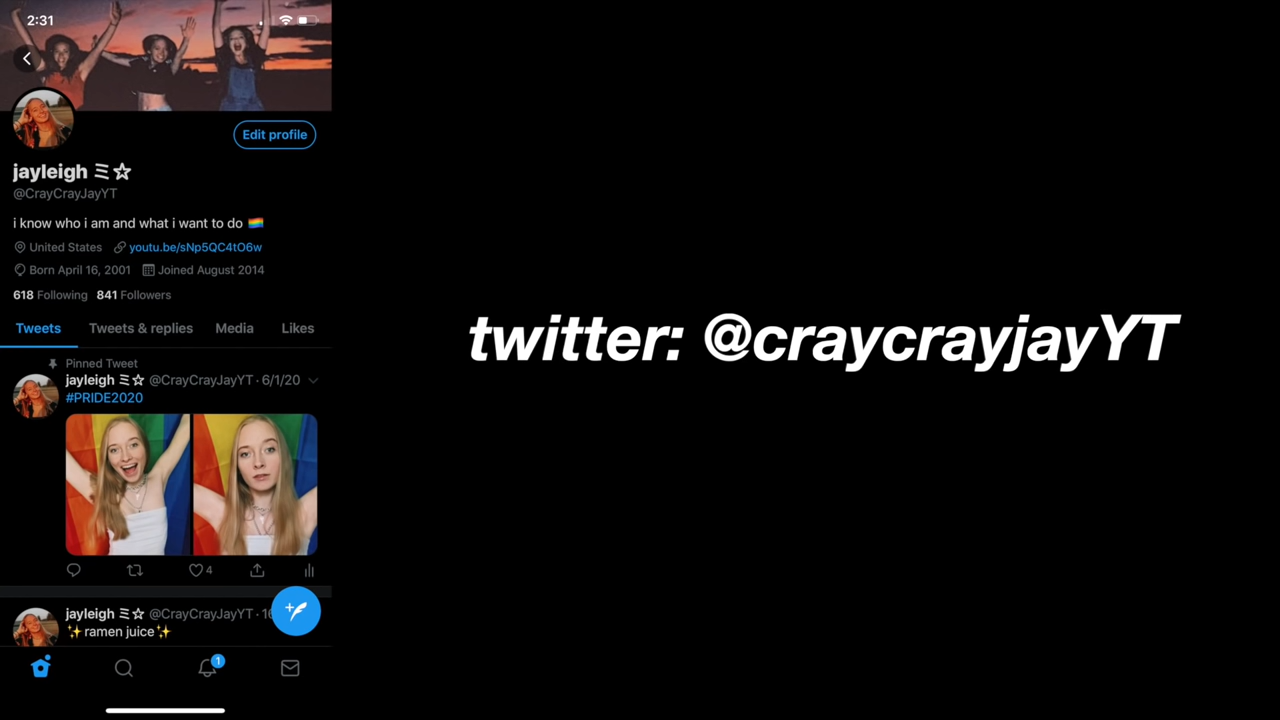 2:31
Edit profile
jayleigh ミ☆
@CrayCrayJayYT
i know who i am and what i want to do 🏳️‍🌈
United States youtu.be/sNp5QC4tO6w
Born April 16, 2001 Joined August 2014
618 Following 841 Followers
Tweets Tweets & replies Media Likes
Pinned Tweet
jayleigh ミ☆ @CrayCrayJayYT · 6/1/20
#PRIDE2020
4
jayleigh ミ☆ @CrayCrayJayYT ·
✨ramen juice✨
1
twitter: @craycrayjayYT